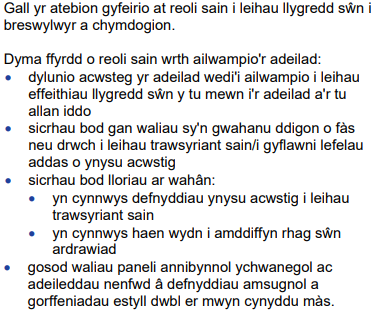 Gall yr atebion gyfeirio at reoli sain i leihau llygredd sŵn i
breswylwyr a chymdogion.
Dyma ffyrdd o reoli sain wrth ailwampio'r adeilad:
• dylunio acwsteg yr adeilad wedi'i ailwampio i leihau
effeithiau llygredd sŵn y tu mewn i'r adeilad a'r tu
allan iddo
• sicrhau bod gan waliau sy'n gwahanu ddigon o fàs
neu drwch i leihau trawsyriant sain/i gyflawni lefelau
addas o ynysu acwstig
• sicrhau bod lloriau ar wahân:
• yn cynnwys defnyddiau ynysu acwstig i leihau
trawsyriant sain
• yn cynnwys haen wydn i amddiffyn rhag sŵn
ardrawiad
• gosod waliau paneli annibynnol ychwanegol ac
adeileddau nenfwd â defnyddiau amsugnol a
gorffeniadau estyll dwbl er mwyn cynyddu màs.